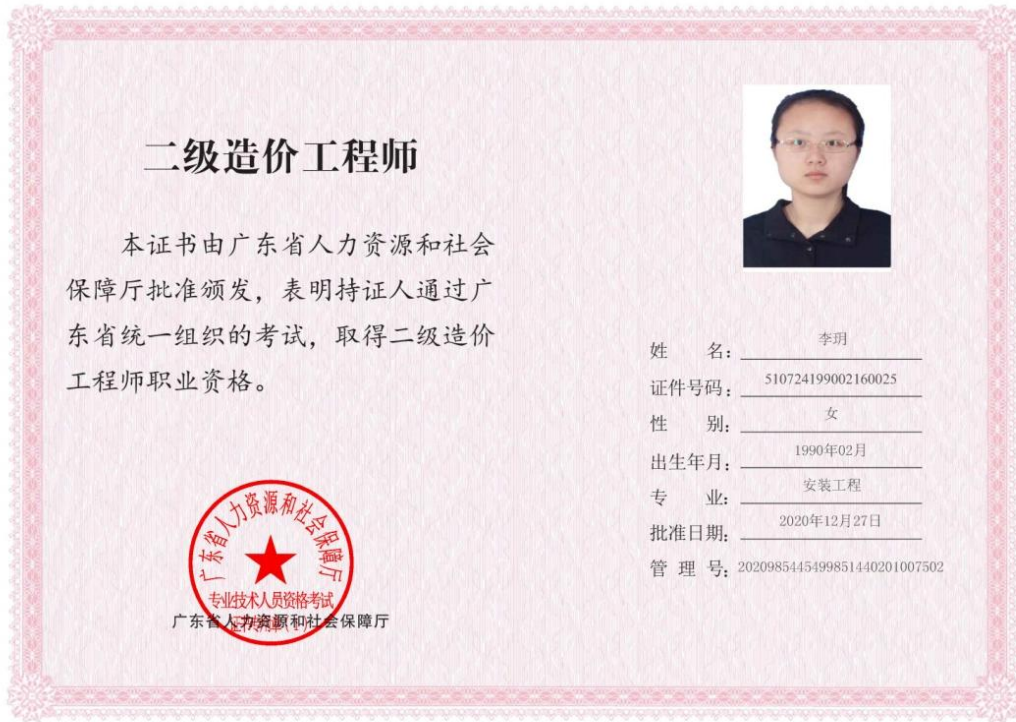 二级造价工程师
本证书由广东省人力资源和社会
保障厅批准颁发，表明持证人通过广
东省统一组织的考试，取得二级造价
工程师职业资格。
广东省人力资源和社会保障厅
专业技术人员资格考试
广东省人力资源和社会保障厅
姓 名：李玥
证件号码：510724199002160025
性 别：女
出生年月：1990年02月
专 业：安装工程
批准日期：2020年12月27日
管 理 号：20209854454999851440201007502